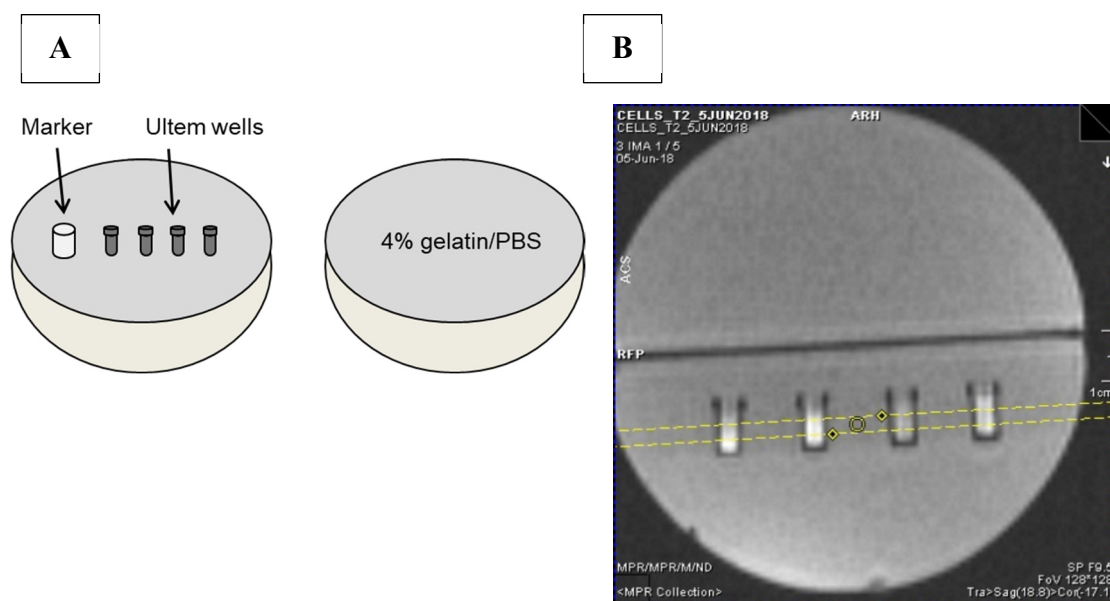 A
B
Marker
Ultem wells
4% gelatin/PBS
CELLS_T2_5JUN2018
CELLS_T2_5JUN2018
3 IMA 1 / 5
05-Jun-18
ARH
ACS
RFP
1cm
MPR/MPR/M/ND
<MPR Collection>
SP F9.5
FoV 128*128
Tra>Sag(18.8)>Cor(-17.1